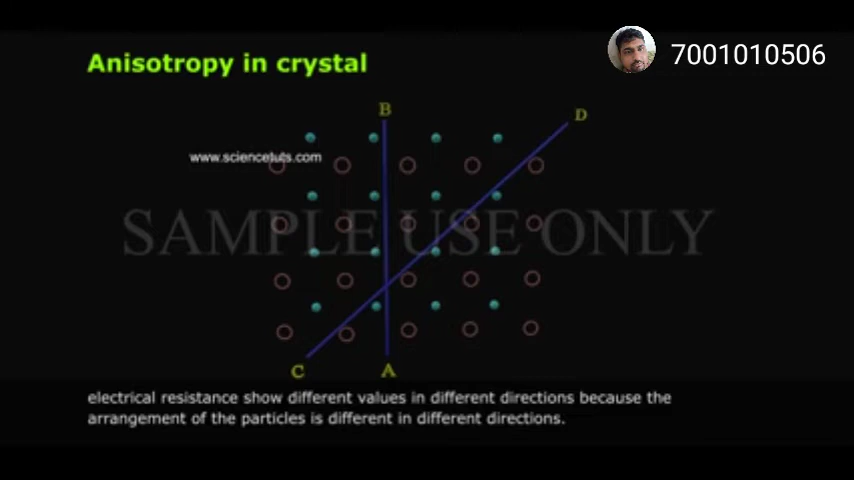 Anisotropy in crystal
7001010506
B
D
www.sciencetuts.com
SAMPLE USE ONLY
C
A
electrical resistance show different values in different directions because the
arrangement of the particles is different in different directions.